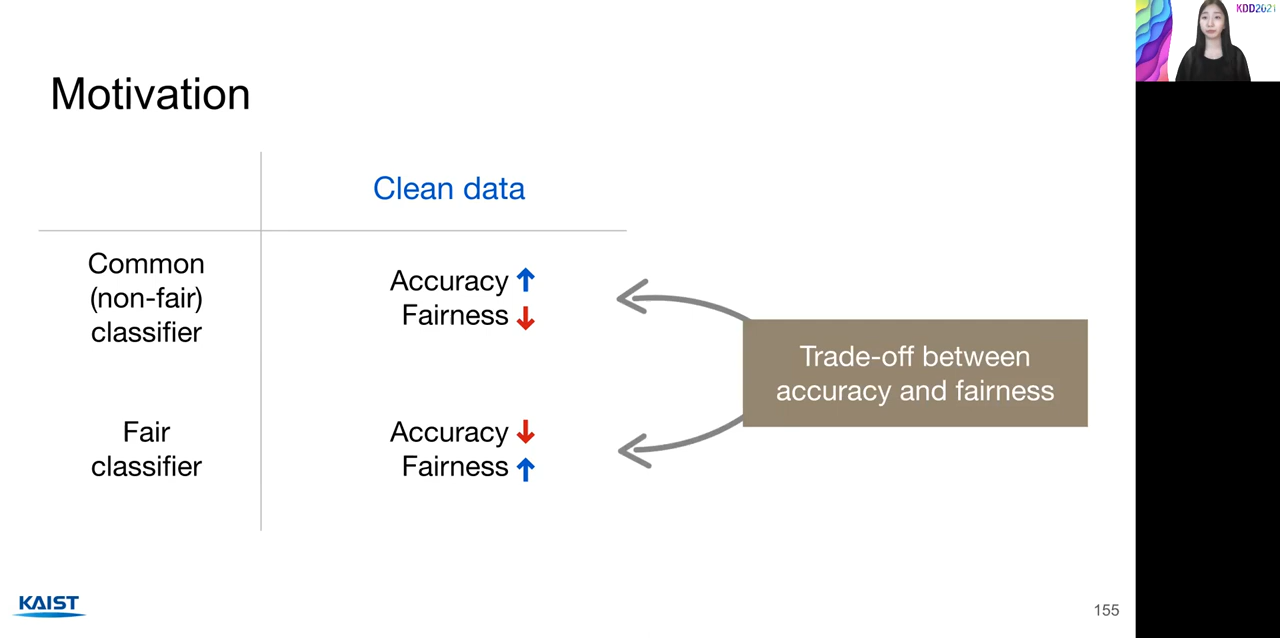 KDD2021
Motivation
Clean data
Common
(non-fair)
classifier
Accuracy ↑
Fairness ↓
Trade-off between
accuracy and fairness
Fair
classifier
Accuracy ↓
Fairness ↑
KAIST
155